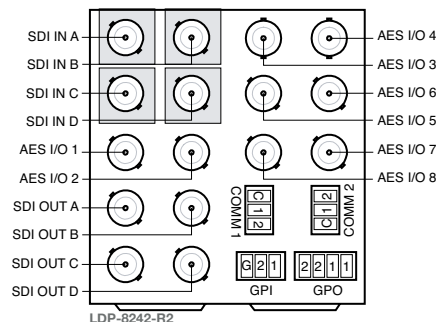 SDI IN A
AES I/O 4
SDI IN B
AES I/O 3
SDI IN C
AES I/O 6
SDI IN D
AES I/O 5
AES I/O 1
AES I/O 7
AES I/O 2
AES I/O 8
SDI OUT A
COMM 1
C 1 2
C 1 2
COMM 2
SDI OUT B
SDI OUT C
G 2 1
2 2 1 1
SDI OUT D
GPI
GPO
LDP-8242-R2